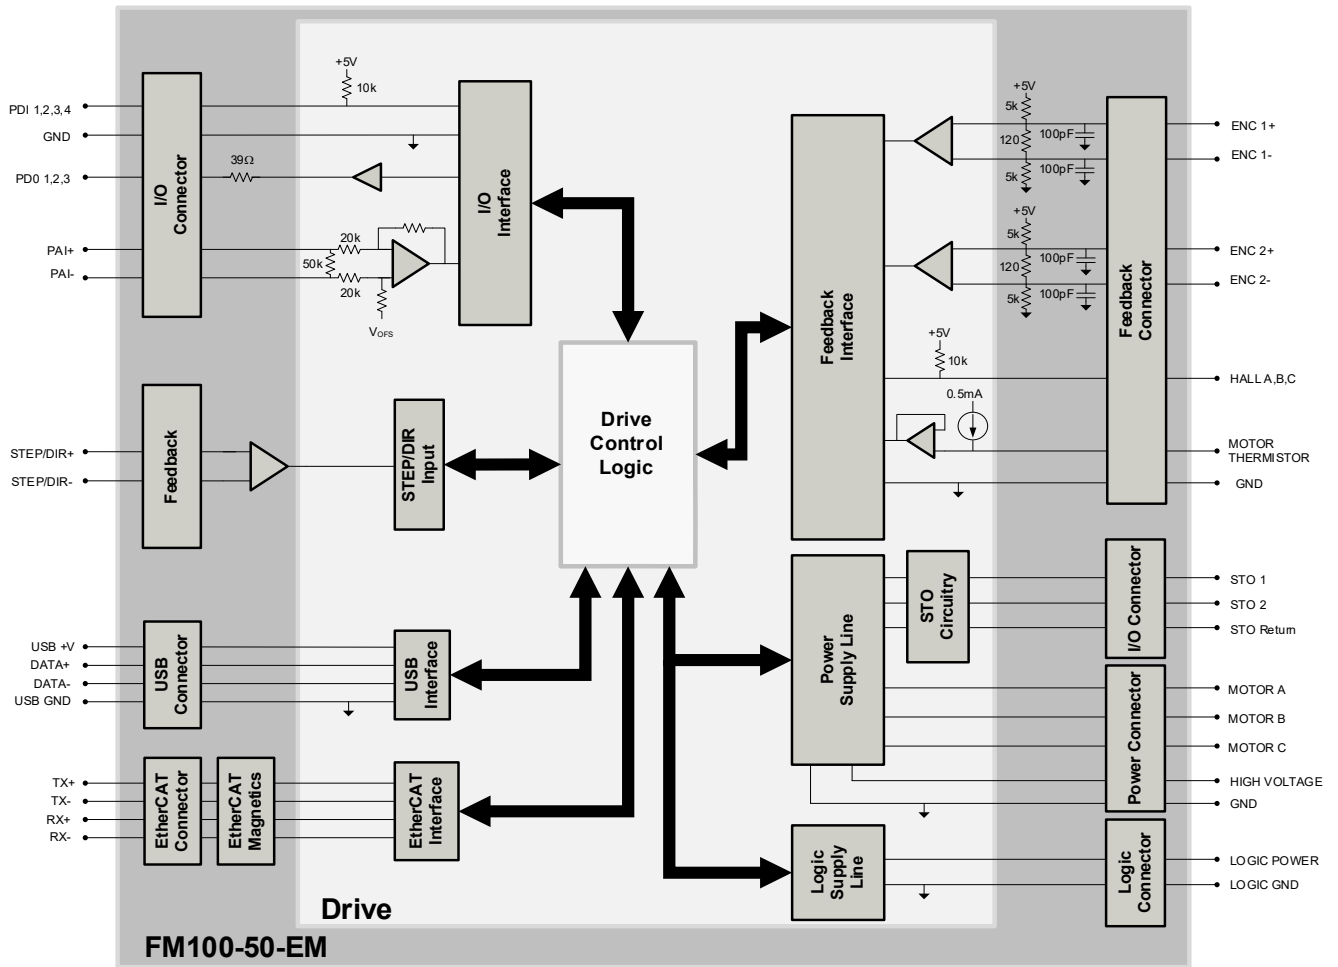 +5V
10k
PDI 1,2,3,4
GND
39Ω
PD0 1,2,3
PAI+
PAI-
20k
50k
20k
VOFS
I/O
Connector
I/O
Interface
STEP/DIR+
STEP/DIR-
Feedback
STEP/DIR
Input
Drive
Control
Logic
USB +V
DATA+
DATA-
USB GND
USB
Connector
USB
Interface
TX+
TX-
RX+
RX-
EtherCAT
Connector
EtherCAT
Magnetics
EtherCAT
Interface
Feedback
Interface
+5V
5k
120
5k
100pF
100pF
ENC 1+
ENC 1-
+5V
5k
120
5k
100pF
100pF
ENC 2+
ENC 2-
Feedback
Connector
+5V
10k
HALL A,B,C
0.5mA
MOTOR
THERMISTOR
GND
Power
Supply Line
STO
Circuitry
I/O Connector
STO 1
STO 2
STO Return
Power Connector
MOTOR A
MOTOR B
MOTOR C
HIGH VOLTAGE
GND
Logic
Supply
Line
Logic
Connector
LOGIC POWER
LOGIC GND
Drive
FM100-50-EM